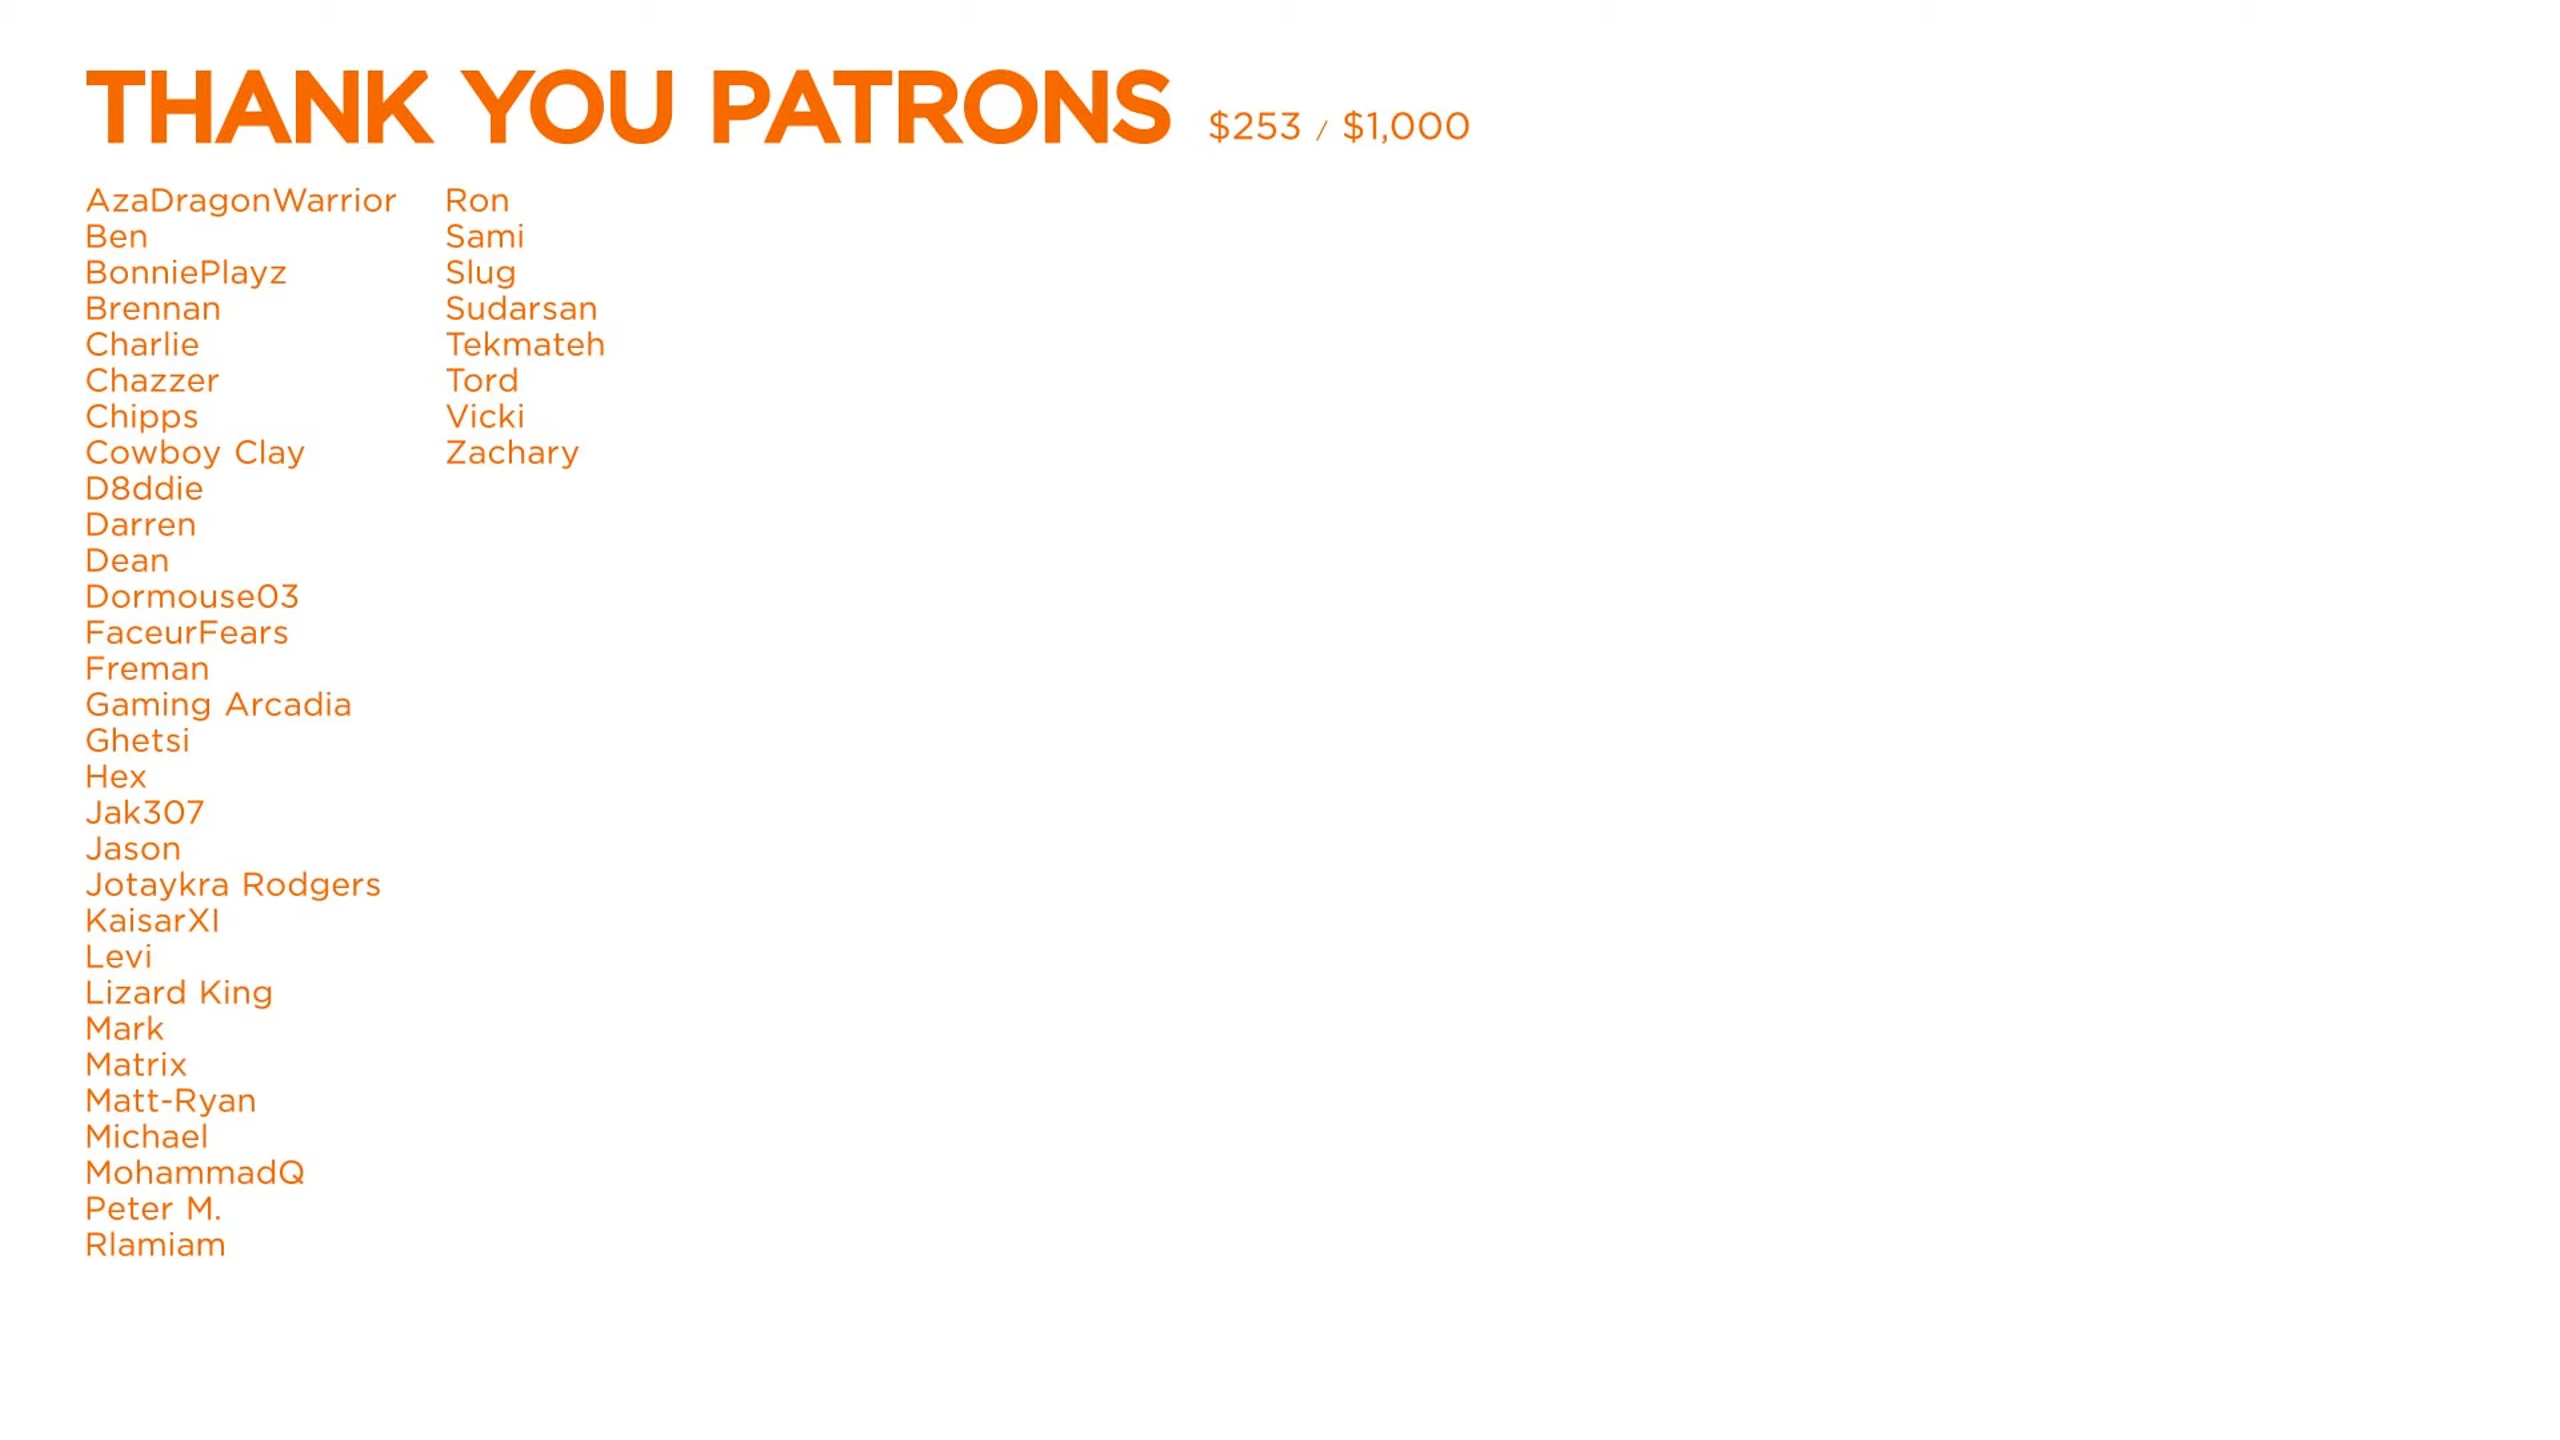 THANK YOU PATRONS $253 / $1,000
AzaDragonWarrior
Ben
BonniePlayz
Brennan
Charlie
Chazzer
Chipps
Cowboy Clay
D8ddie
Darren
Dean
Dormouse03
FaceurFears
Freman
Gaming Arcadia
Ghetsi
Hex
Jak307
Jason
Jotaykra Rodgers
KaisarXI
Levi
Lizard King
Mark
Matrix
Matt-Ryan
Michael
MohammadQ
Peter M.
Rlamiam
Ron
Sami
Slug
Sudarsan
Tekmateh
Tord
Vicki
Zachary